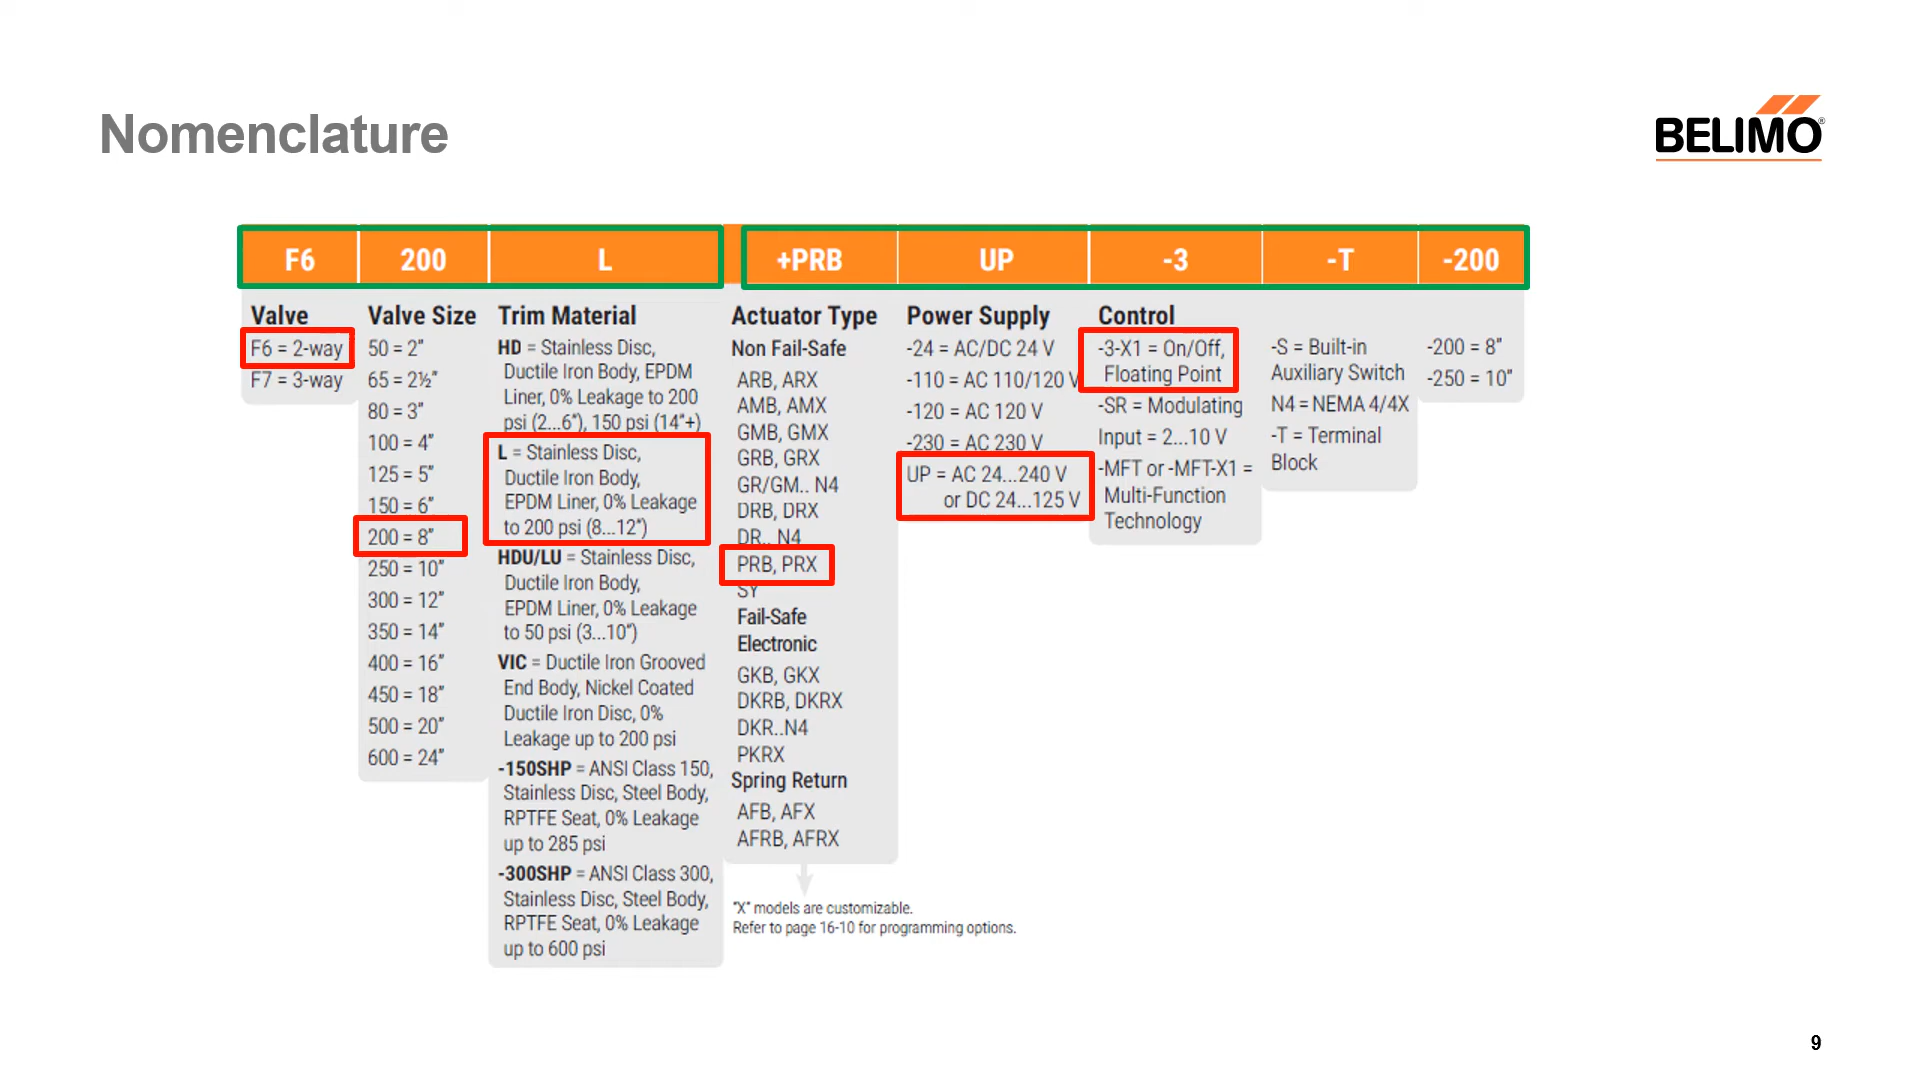 Nomenclature
BELIMO®
F6 200 L +PRB UP -3 -T -200
Valve
F6 = 2-way
F7 = 3-way
Valve Size
50 = 2”
65 = 2½”
80 = 3”
100 = 4”
125 = 5”
150 = 6”
200 = 8”
250 = 10”
300 = 12”
350 = 14”
400 = 16”
450 = 18”
500 = 20”
600 = 24”
Trim Material
HD = Stainless Disc,
Ductile Iron Body, EPDM
Liner, 0% Leakage to 200
psi (2...6”), 150 psi (14”+)
L = Stainless Disc,
Ductile Iron Body,
EPDM Liner, 0% Leakage
to 200 psi (8...12”)
HDU/LU = Stainless Disc,
Ductile Iron Body,
EPDM Liner, 0% Leakage
to 50 psi (3...10”)
VIC = Ductile Iron Grooved
End Body, Nickel Coated
Ductile Iron Disc, 0%
Leakage up to 200 psi
-150SHP = ANSI Class 150,
Stainless Disc, Steel Body,
RPTFE Seat, 0% Leakage
up to 285 psi
-300SHP = ANSI Class 300,
Stainless Disc, Steel Body,
RPTFE Seat, 0% Leakage
up to 600 psi
Actuator Type
Non Fail-Safe
ARB, ARX
AMB, AMX
GMB, GMX
GRB, GRX
GR/GM.. N4
DRB, DRX
DR.. N4
PRB, PRX
SY
Fail-Safe
Electronic
GKB, GKX
DKRB, DKRX
DKR..N4
PKRX
Spring Return
AFB, AFX
AFRB, AFRX
“X” models are customizable.
Refer to page 16-10 for programming options.
Power Supply
-24 = AC/DC 24 V
-110 = AC 110/120 V
-120 = AC 120 V
-230 = AC 230 V
UP = AC 24...240 V
or DC 24...125 V
Control
-3-X1 = On/Off,
Floating Point
-SR = Modulating
Input = 2...10 V
-MFT or -MFT-X1 =
Multi-Function
Technology
-S = Built-in
Auxiliary Switch
N4 = NEMA 4/4X
-T = Terminal
Block
-200 = 8”
-250 = 10”
9